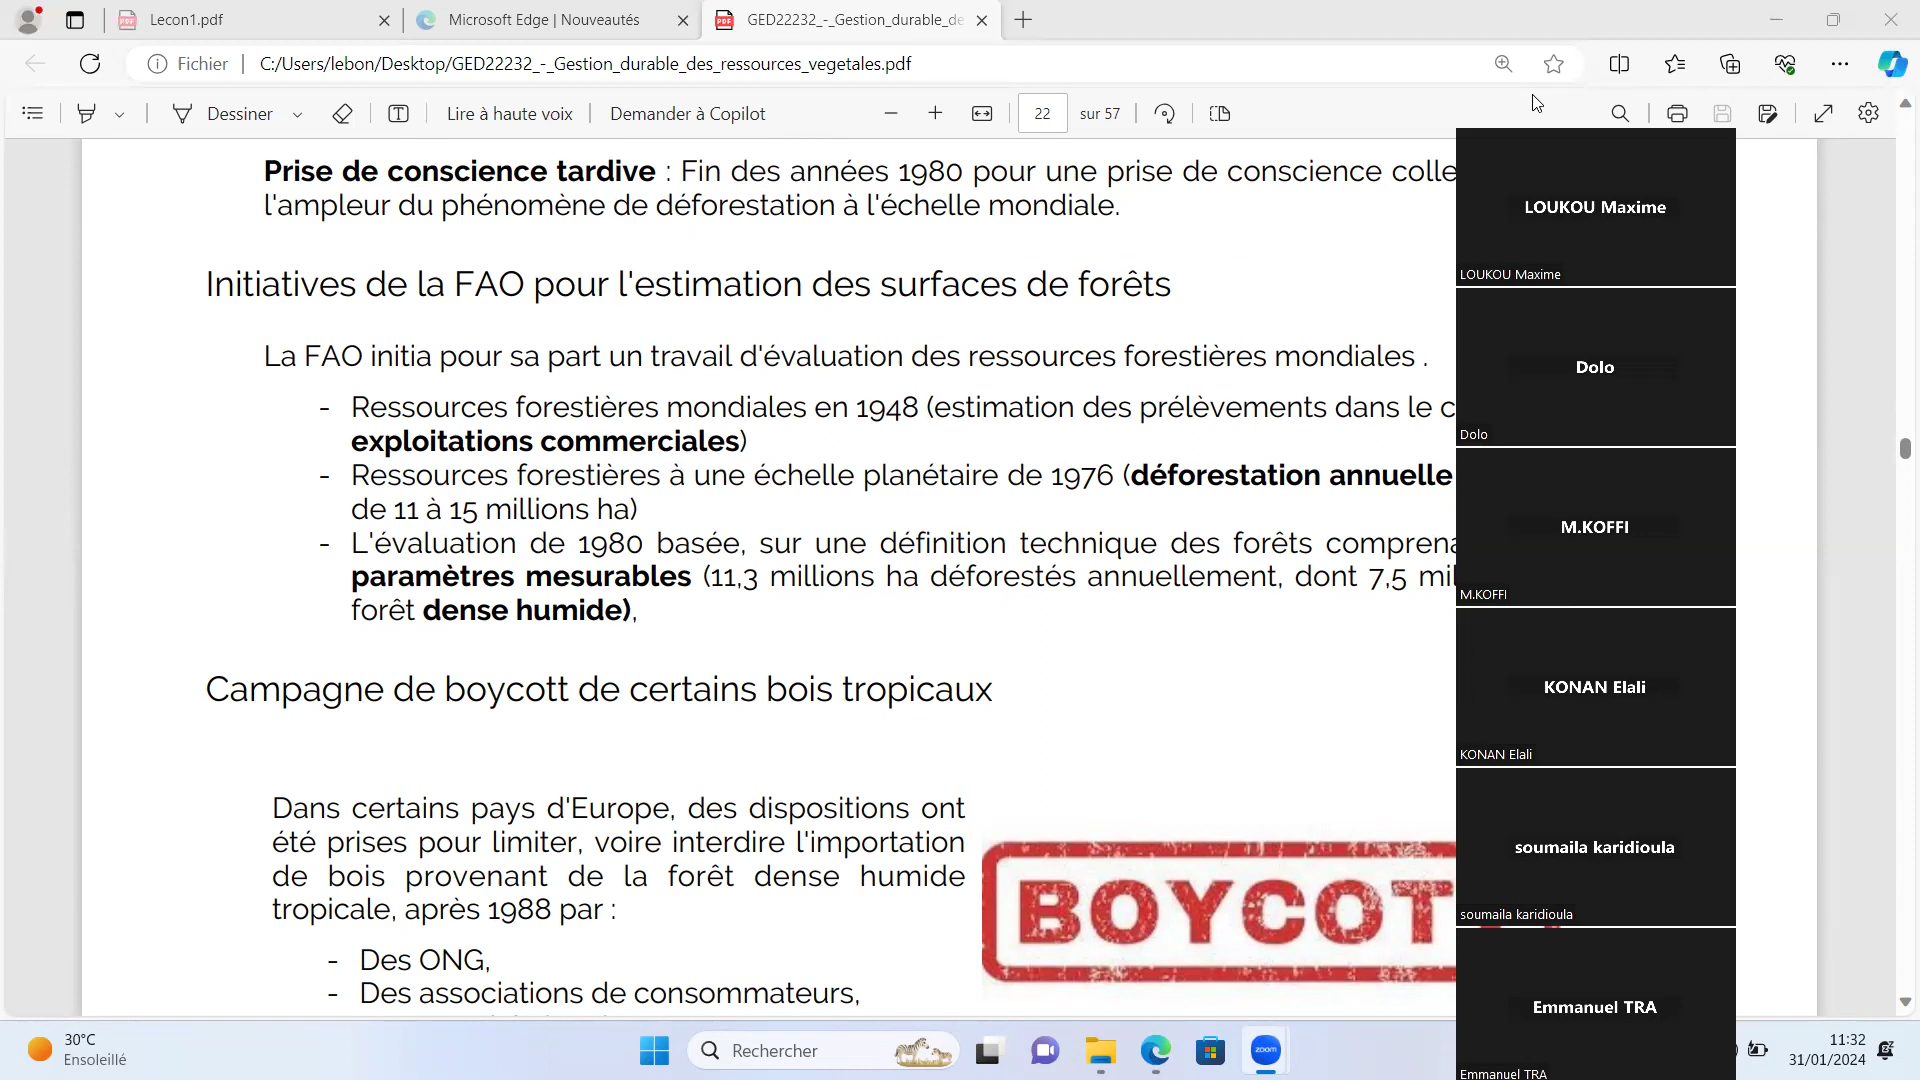 Lecon1.pdf
Microsoft Edge | Nouveautés
GED22232_-_Gestion_durable_de
Fichier
C:/Users/lebon/Desktop/GED22232_-_Gestion_durable_des_ressources_vegetales.pdf
Dessiner
Lire à haute voix
Demander à Copilot
22
sur 57
Prise de conscience tardive : Fin des années 1980 pour une prise de conscience colle
l'ampleur du phénomène de déforestation à l'échelle mondiale.
Initiatives de la FAO pour l'estimation des surfaces de forêts
La FAO initia pour sa part un travail d'évaluation des ressources forestières mondiales .
- Ressources forestières mondiales en 1948 (estimation des prélèvements dans le c
exploitations commerciales)
- Ressources forestières à une échelle planétaire de 1976 (déforestation annuelle
de 11 à 15 millions ha)
- L'évaluation de 1980 basée, sur une définition technique des forêts comprena
paramètres mesurables (11,3 millions ha déforestés annuellement, dont 7,5 mil
forêt dense humide),
Campagne de boycott de certains bois tropicaux
Dans certains pays d'Europe, des dispositions ont
été prises pour limiter, voire interdire l'importation
de bois provenant de la forêt dense humide
tropicale, après 1988 par :
- Des ONG,
- Des associations de consommateurs,
BOYCOT
LOUKOU Maxime
LOUKOU Maxime
Dolo
Dolo
M.KOFFI
M.KOFFI
KONAN Elali
KONAN Elali
soumaila karidioula
soumaila karidioula
Emmanuel TRA
Emmanuel TRA
30°C
Ensoleillé
Rechercher
zoom
11:32
31/01/2024